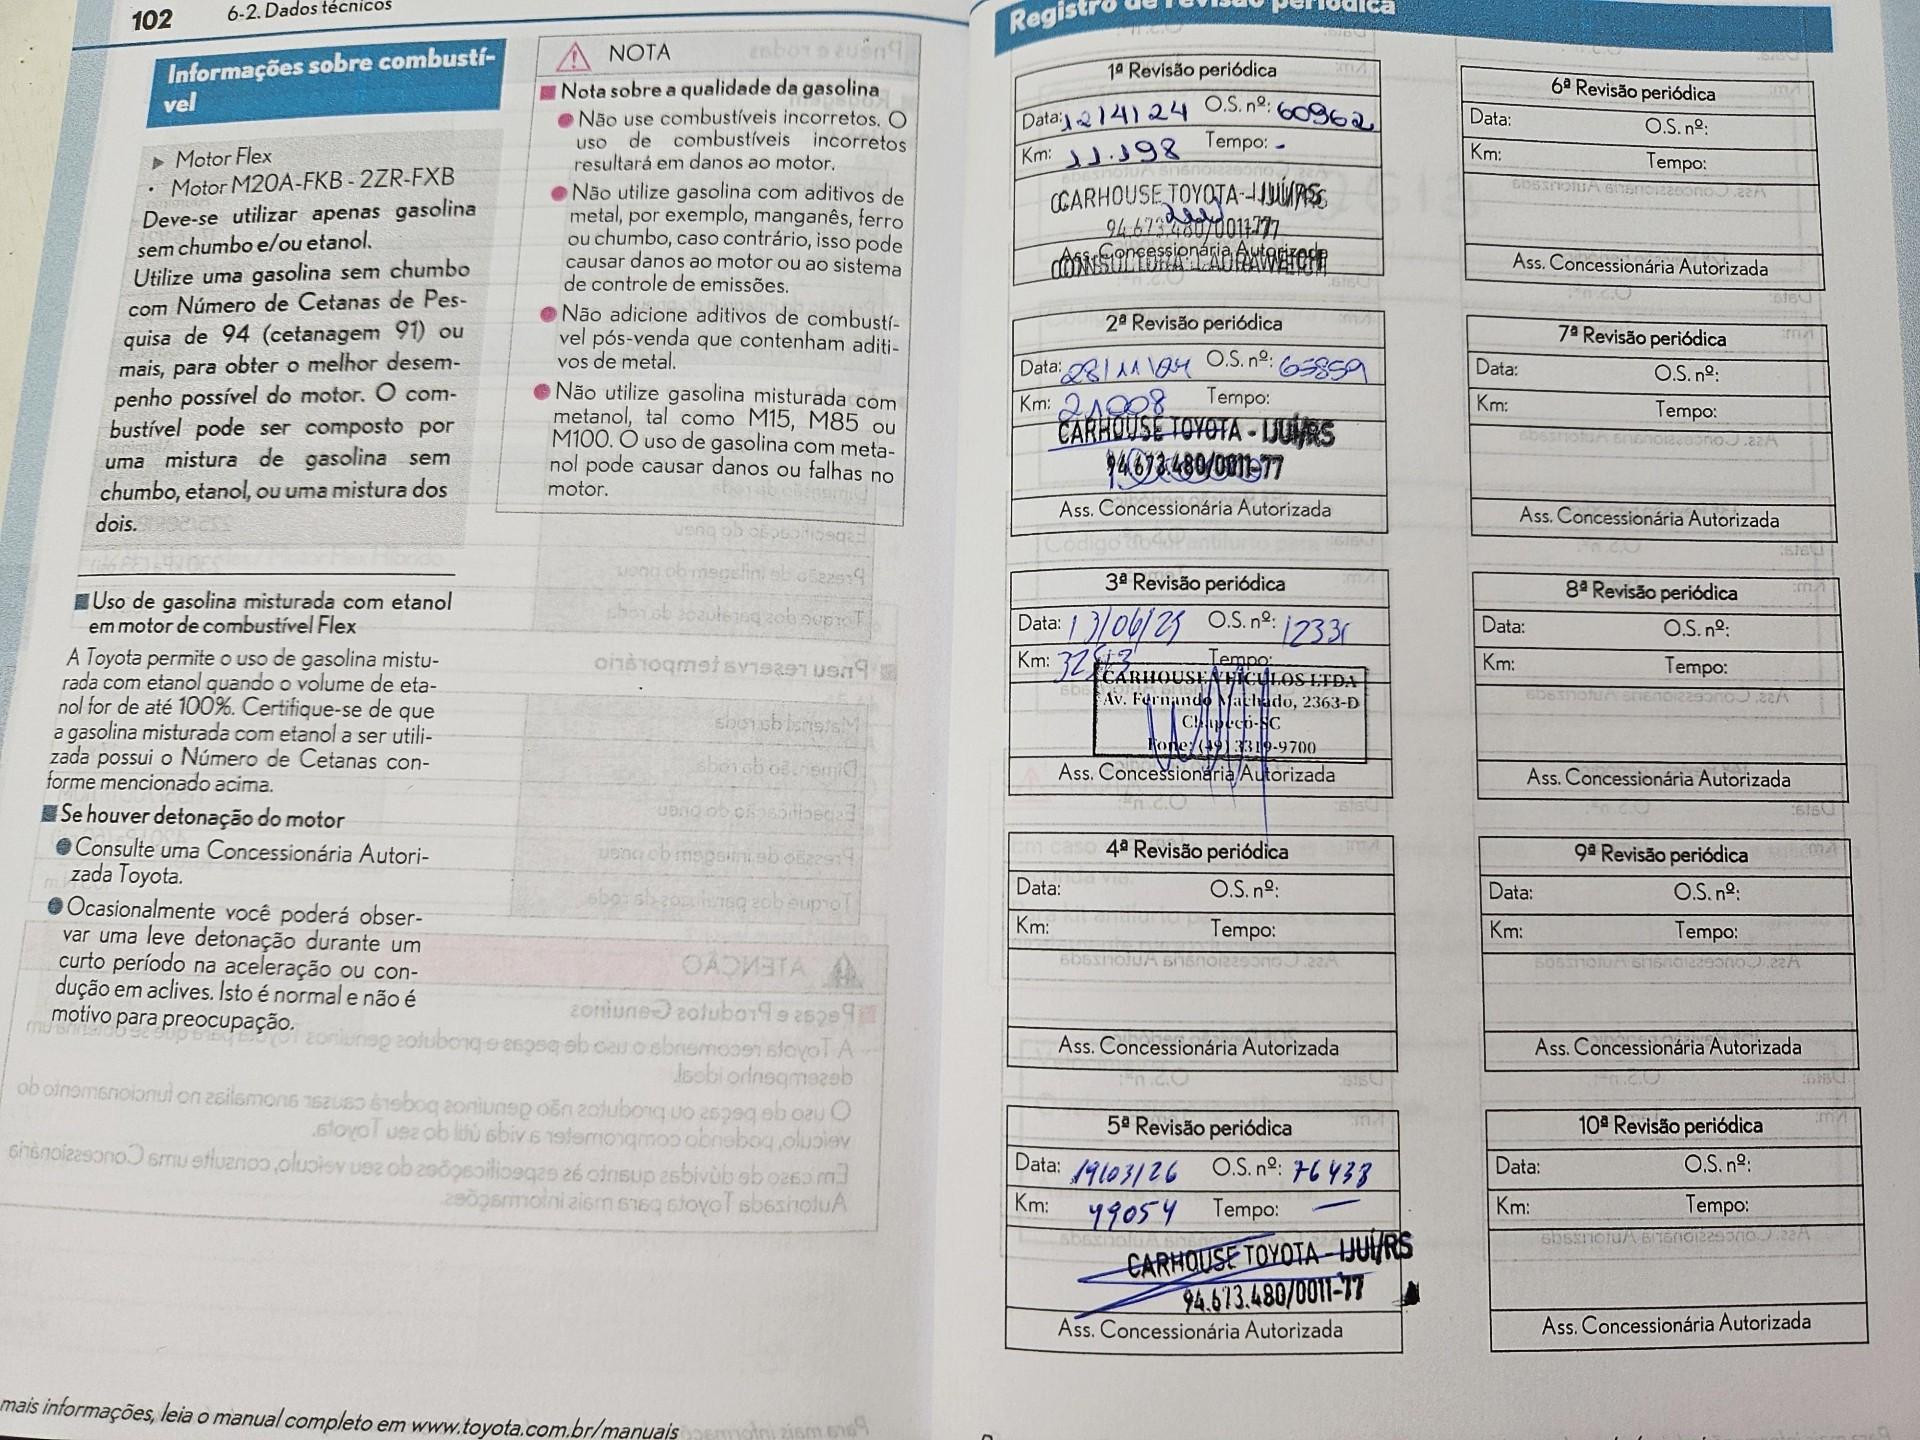 102
6-2. Dados técnicos
Informações sobre combustí-
vel
Motor Flex
Motor M20A-FKB - 2ZR-FXB
Deve-se utilizar apenas gasolina
sem chumbo e/ou etanol.
Utilize uma gasolina sem chumbo
com Número de Cetanas de Pes-
quisa de 94 (cetanagem 91) ou
mais, para obter o melhor desem-
penho possível do motor. O com-
bustível pode ser composto por
uma mistura de gasolina sem
chumbo, etanol, ou uma mistura dos
dois.
Uso de gasolina misturada com etanol
em motor de combustível Flex
A Toyota permite o uso de gasolina mistu-
rada com etanol quando o volume de eta-
nol for de até 100%. Certifique-se de que
a gasolina misturada com etanol a ser utili-
zada possui o Número de Cetanas con-
forme mencionado acima.
Se houver detonação do motor
Consulte uma Concessionária Autori-
zada Toyota.
Ocasionalmente você poderá obser-
var uma leve detonação durante um
curto período na aceleração ou con-
dução em aclives. Isto é normal e não é
motivo para preocupação.
NOTA
Nota sobre a qualidade da gasolina
Não use combustíveis incorretos. O
uso de combustíveis incorretos
resultará em danos ao motor.
Não utilize gasolina com aditivos de
metal, por exemplo, manganês, ferro
ou chumbo, caso contrário, isso pode
causar danos ao motor ou ao sistema
de controle de emissões.
Não adicione aditivos de combustí-
vel pós-venda que contenham aditi-
vos de metal.
Não utilize gasolina misturada com
metanol, tal como M15, M85 ou
M100. O uso de gasolina com meta-
nol pode causar danos ou falhas no
motor.
mais informações, leia o manual completo em www.toyota.com.br/manuais
Registro de revisão periódica
1ª Revisão periódica
Data: 12/4/24 O.S. nº: 60962
Km: 11.198 Tempo: -
CARHOUSE TOYOTA - IJUÍ/RS
94.673.480/0011-77
Ass. Concessionária Autorizada
2ª Revisão periódica
Data: 28/11/24 O.S. nº: 65859
Km: 21008 Tempo:
CARHOUSE TOYOTA - IJUÍ/RS
94.673.480/0011-77
Ass. Concessionária Autorizada
3ª Revisão periódica
Data: 13/06/25 O.S. nº:
Km: Tempo:
CARHOUSE VEICULOS LTDA
Av. Fernando Machado, 2363-D
Chapecó-SC
Fone: (49) 3319-9700
Ass. Concessionária Autorizada
4ª Revisão periódica
Data: O.S. nº:
Km: Tempo:
Ass. Concessionária Autorizada
5ª Revisão periódica
Data: 19/03/26 O.S. nº: 76438
Km: 49054 Tempo: —
CARHOUSE TOYOTA - IJUÍ/RS
94.673.480/0011-77
Ass. Concessionária Autorizada
6ª Revisão periódica
Data: O.S. nº:
Km: Tempo:
Ass. Concessionária Autorizada
7ª Revisão periódica
Data: O.S. nº:
Km: Tempo:
Ass. Concessionária Autorizada
8ª Revisão periódica
Data: O.S. nº:
Km: Tempo:
Ass. Concessionária Autorizada
9ª Revisão periódica
Data: O.S. nº:
Km: Tempo:
Ass. Concessionária Autorizada
10ª Revisão periódica
Data: O.S. nº:
Km: Tempo:
Ass. Concessionária Autorizada